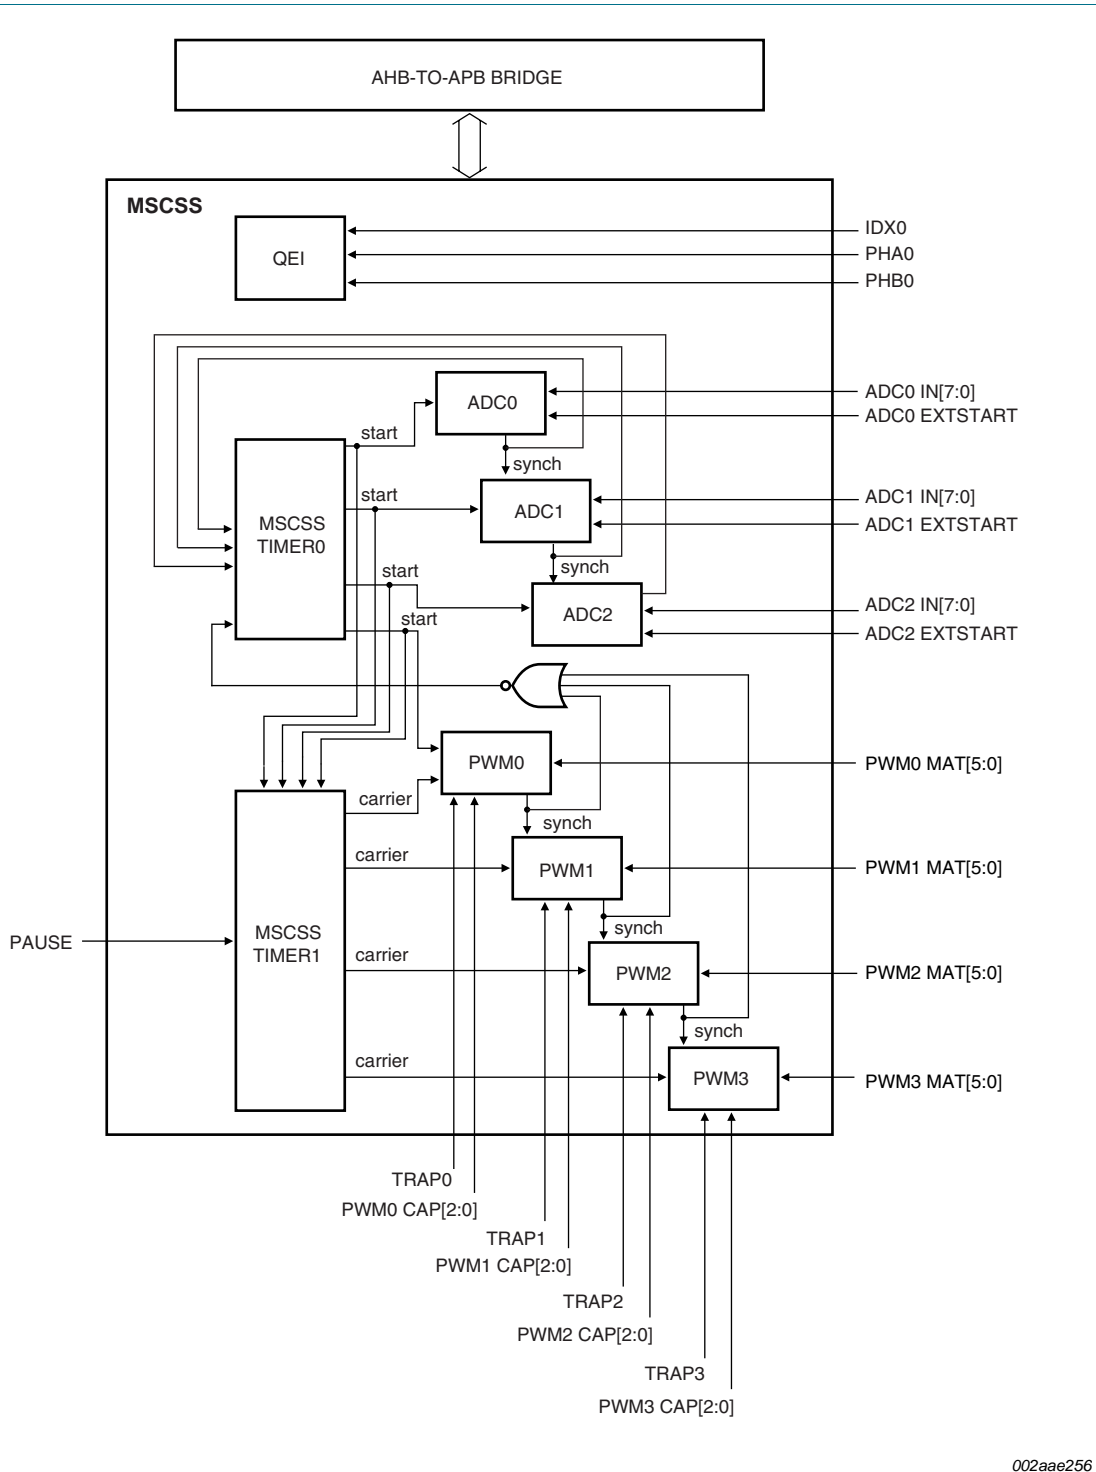 AHB-TO-APB BRIDGE
MSCSS
QEI
IDX0
PHA0
PHB0
ADC0
ADC0 IN[7:0]
ADC0 EXTSTART
start
synch
start
ADC1
ADC1 IN[7:0]
ADC1 EXTSTART
MSCSS
TIMER0
synch
start
ADC2
ADC2 IN[7:0]
ADC2 EXTSTART
start
PWM0
PWM0 MAT[5:0]
carrier
synch
carrier
PWM1
PWM1 MAT[5:0]
PAUSE
MSCSS
TIMER1
synch
carrier
PWM2
PWM2 MAT[5:0]
synch
carrier
PWM3
PWM3 MAT[5:0]
TRAP0
PWM0 CAP[2:0]
TRAP1
PWM1 CAP[2:0]
TRAP2
PWM2 CAP[2:0]
TRAP3
PWM3 CAP[2:0]
002aae256